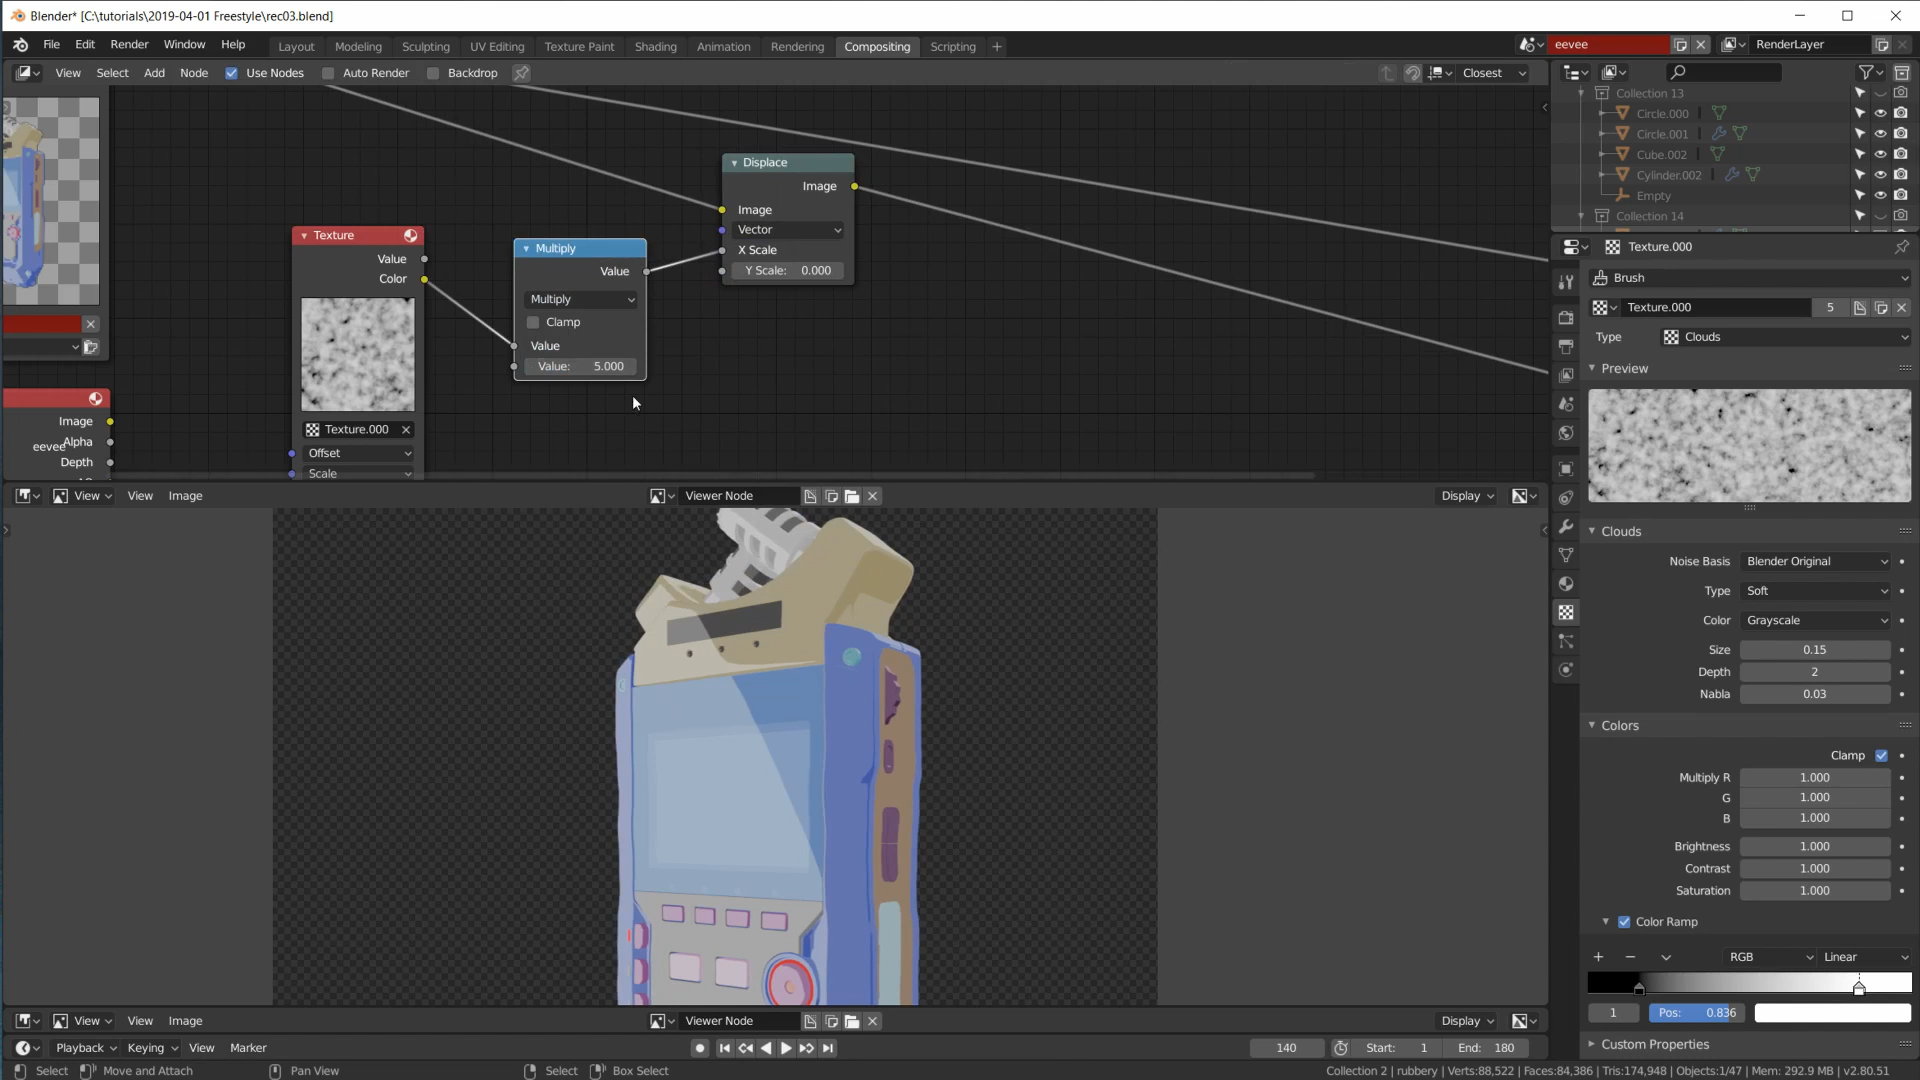 Blender* [C:\tutorials\2019-04-01 Freestyle\rec03.blend]
File Edit Render Window Help Layout Modeling Sculpting UV Editing Texture Paint Shading Animation Rendering Compositing Scripting + eevee RenderLayer
View Select Add Node Use Nodes Auto Render Backdrop Closest
Collection 13
Circle.000
Circle.001
Cube.002
Cylinder.002
Empty
Collection 14
Displace
Image
Image
Vector
X Scale
Y Scale: 0.000
Texture
Value
Color
Texture.000
Offset
Scale
Multiply
Value
Multiply
Clamp
Value
Value: 5.000
Image
Alpha
eevee
Depth
View View Image Viewer Node Display
Texture.000
Brush
Texture.000 5
Type Clouds
Preview
Clouds
Noise Basis Blender Original
Type Soft
Color Grayscale
Size 0.15
Depth 2
Nabla 0.03
Colors
Clamp
Multiply R 1.000
G 1.000
B 1.000
Brightness 1.000
Contrast 1.000
Saturation 1.000
Color Ramp
+ − RGB Linear
1 Pos: 0.836
Custom Properties
View View Image Viewer Node Display
Playback Keying View Marker 140 Start: 1 End: 180
Select Move and Attach Pan View Select Box Select Collection 2 | rubbery | Verts:88,522 | Faces:84,386 | Tris:174,948 | Objects:1/47 | Mem: 292.9 MB | v2.80.51